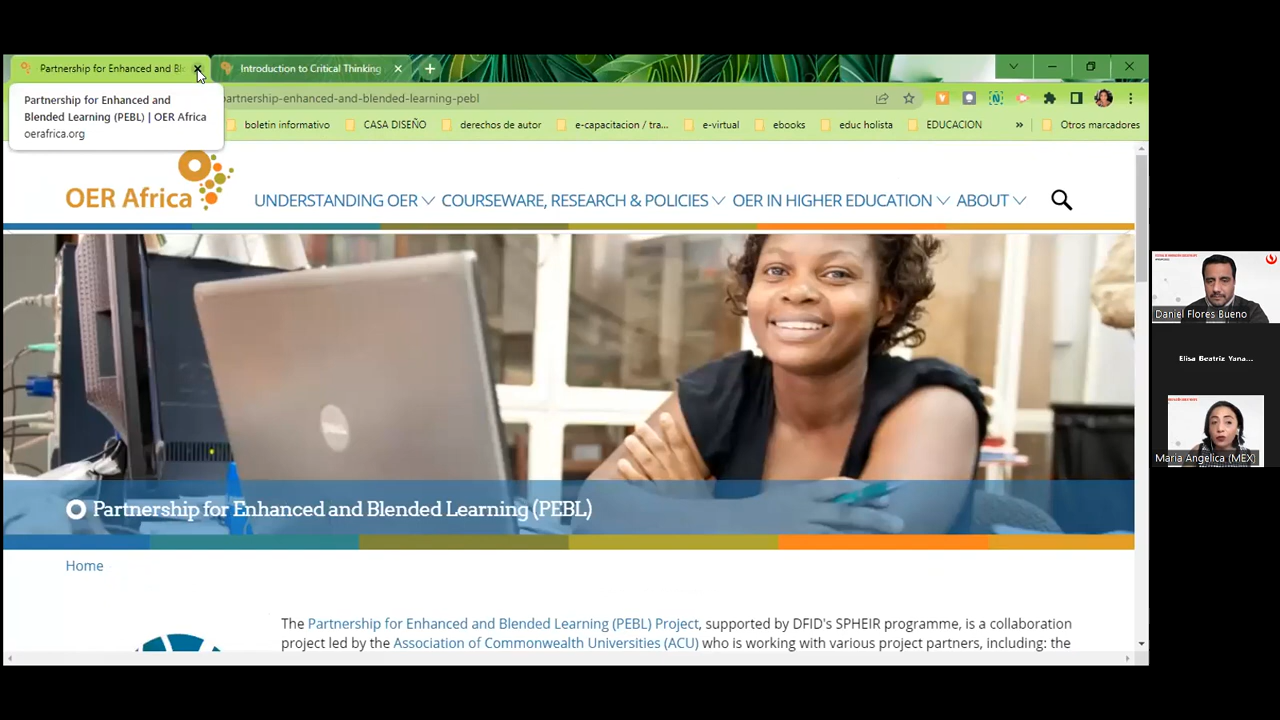 Partnership for Enhanced and Bl
Introduction to Critical Thinking
Partnership for Enhanced and
Blended Learning (PEBL) | OER Africa
oerafrica.org
partnership-enhanced-and-blended-learning-pebl
boletin informativo
CASA DISEÑO
derechos de autor
e-capacitacion / tra...
e-virtual
ebooks
educ holista
EDUCACION
»
Otros marcadores
OER Africa
UNDERSTANDING OER
COURSEWARE, RESEARCH & POLICIES
OER IN HIGHER EDUCATION
ABOUT
Partnership for Enhanced and Blended Learning (PEBL)
Home
The Partnership for Enhanced and Blended Learning (PEBL) Project, supported by DFID's SPHEIR programme, is a collaboration
project led by the Association of Commonwealth Universities (ACU) who is working with various project partners, including: the
Daniel Flores Bueno
Elisa Beatriz Yana...
Maria Angelica (MEX)